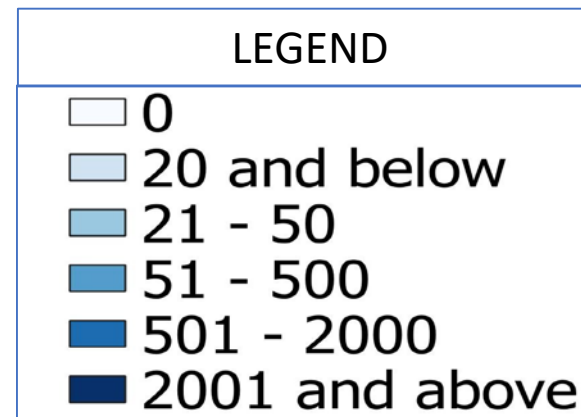 LEGEND
0
20 and below
21 - 50
51 - 500
501 - 2000
2001 and above